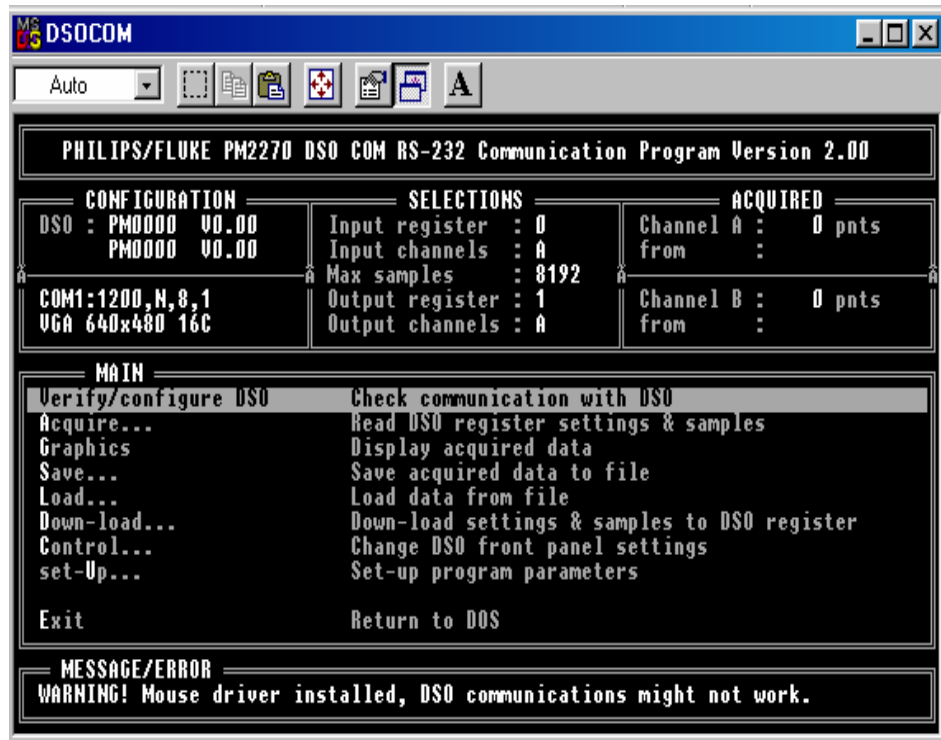 DSOCOM
Auto
A
PHILIPS/FLUKE PM2270 DSO COM RS-232 Communication Program Version 2.00
CONFIGURATION
DSO : PM0000 V0.00
PM0000 V0.00
COM1:1200,N,8,1
VGA 640x480 16C
SELECTIONS
Input register : 0
Input channels : A
Max samples : 8192
Output register : 1
Output channels : A
ACQUIRED
Channel A : 0 pnts
from :
Channel B : 0 pnts
from :
MAIN
Verify/configure DSO Check communication with DSO
Acquire... Read DSO register settings & samples
Graphics Display acquired data
Save... Save acquired data to file
Load... Load data from file
Down-load... Down-load settings & samples to DSO register
Control... Change DSO front panel settings
set-Up... Set-up program parameters
Exit Return to DOS
MESSAGE/ERROR
WARNING! Mouse driver installed, DSO communications might not work.